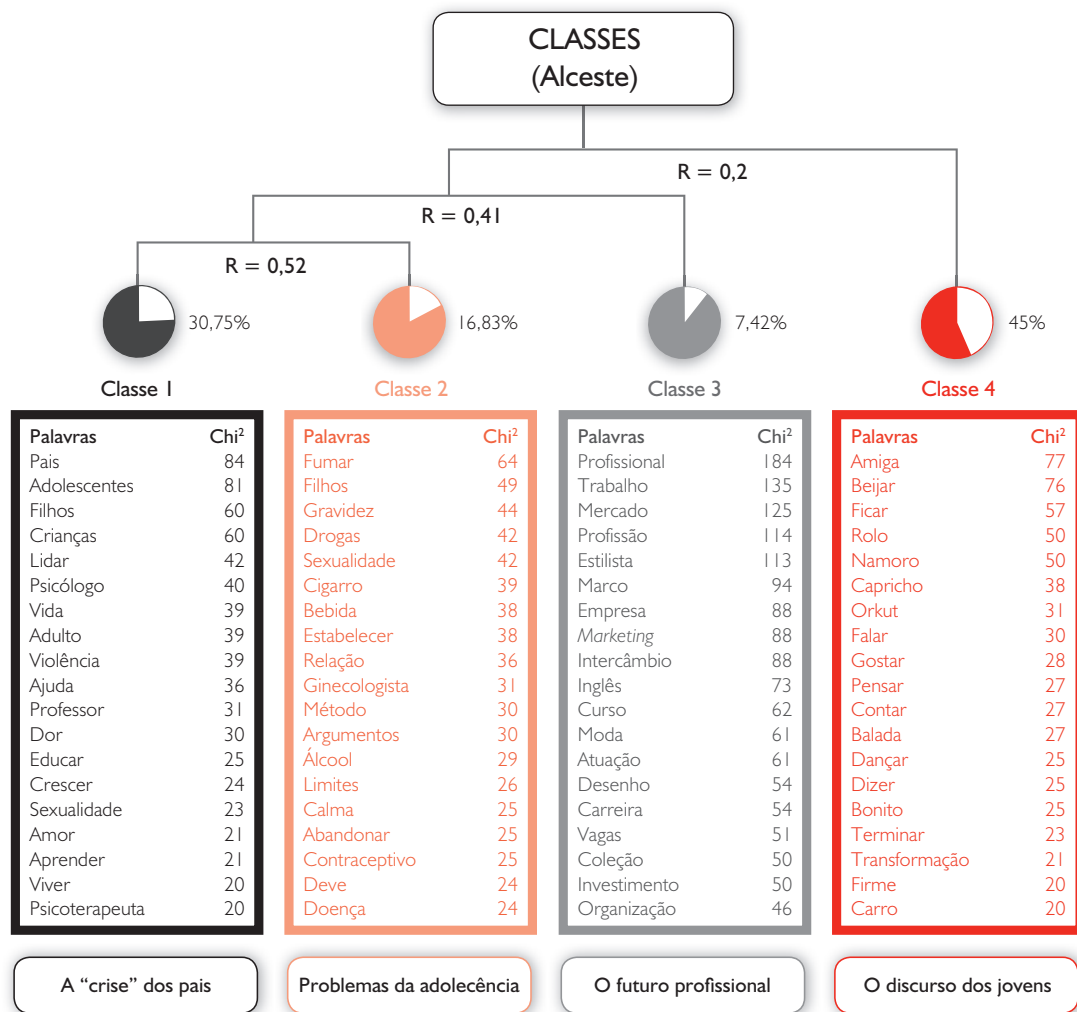 CLASSES
(Alceste)
R = 0,2
R = 0,41
R = 0,52
30,75%
16,83%
7,42%
45%
Classe 1
Classe 2
Classe 3
Classe 4
Palavras Chi²
Pais 84
Adolescentes 81
Filhos 60
Crianças 60
Lidar 42
Psicólogo 40
Vida 39
Adulto 39
Violência 39
Ajuda 36
Professor 31
Dor 30
Educar 25
Crescer 24
Sexualidade 23
Amor 21
Aprender 21
Viver 20
Psicoterapeuta 20
Palavras Chi²
Fumar 64
Filhos 49
Gravidez 44
Drogas 42
Sexualidade 42
Cigarro 39
Bebida 38
Estabelecer 38
Relação 36
Ginecologista 31
Método 30
Argumentos 30
Álcool 29
Limites 26
Calma 25
Abandonar 25
Contraceptivo 25
Deve 24
Doença 24
Palavras Chi²
Profissional 184
Trabalho 135
Mercado 125
Profissão 114
Estilista 113
Marco 94
Empresa 88
Marketing 88
Intercâmbio 88
Inglês 73
Curso 62
Moda 61
Atuação 61
Desenho 54
Carreira 54
Vagas 51
Coleção 50
Investimento 50
Organização 46
Palavras Chi²
Amiga 77
Beijar 76
Ficar 57
Rolo 50
Namoro 50
Capricho 38
Orkut 31
Falar 30
Gostar 28
Pensar 27
Contar 27
Balada 27
Dançar 25
Dizer 25
Bonito 25
Terminar 23
Transformação 21
Firme 20
Carro 20
A “crise” dos pais
Problemas da adolecência
O futuro profissional
O discurso dos jovens